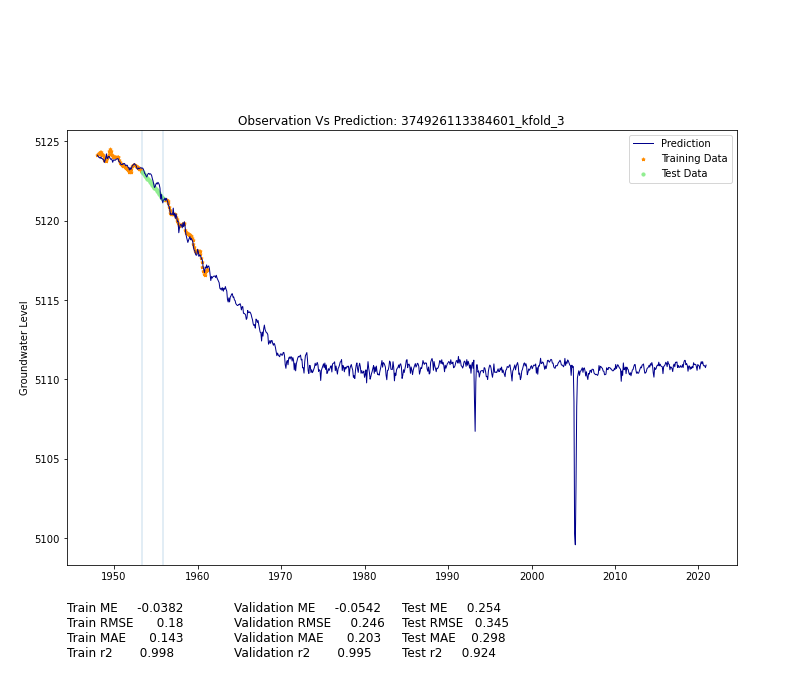 Observation Vs Prediction: 374926113384601_kfold_3
Prediction
Training Data
Test Data
Groundwater Level
5125
5120
5115
5110
5105
5100
1950 1960 1970 1980 1990 2000 2010 2020
Train ME -0.0382 Validation ME -0.0542 Test ME 0.254
Train RMSE 0.18 Validation RMSE 0.246 Test RMSE 0.345
Train MAE 0.143 Validation MAE 0.203 Test MAE 0.298
Train r2 0.998 Validation r2 0.995 Test r2 0.924